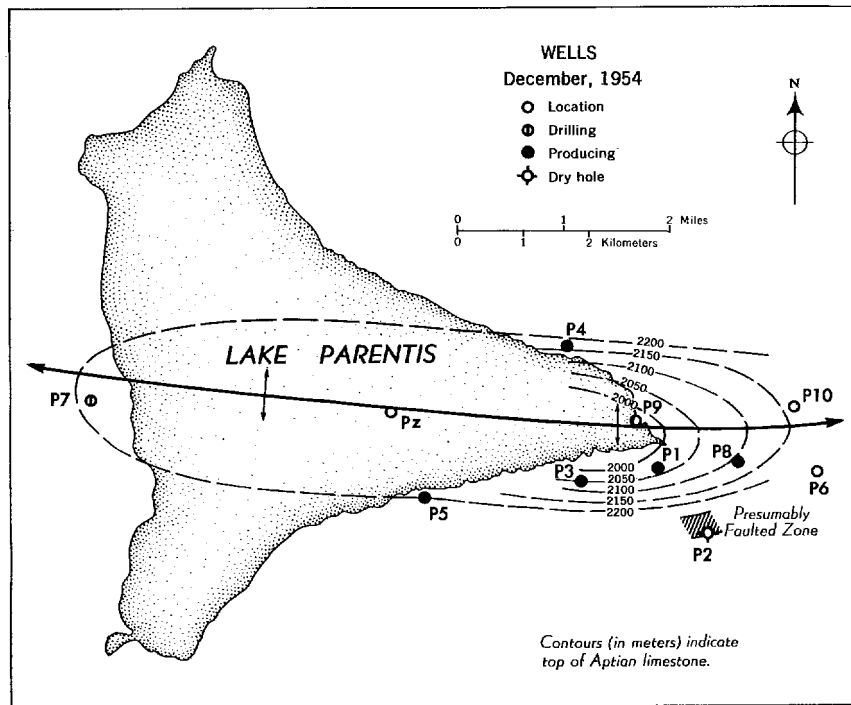 WELLS
December, 1954
Location
Drilling
Producing
Dry hole
N
0 1 2 Miles
0 1 2 Kilometers
P4
2200
2150
2100
2050
2000
LAKE PARENTIS
P7
Pz
P9
P10
P3
2000
2050
2100
2150
2200
P1
P8
P6
P5
Presumably
Faulted Zone
P2
Contours (in meters) indicate
top of Aptian limestone.